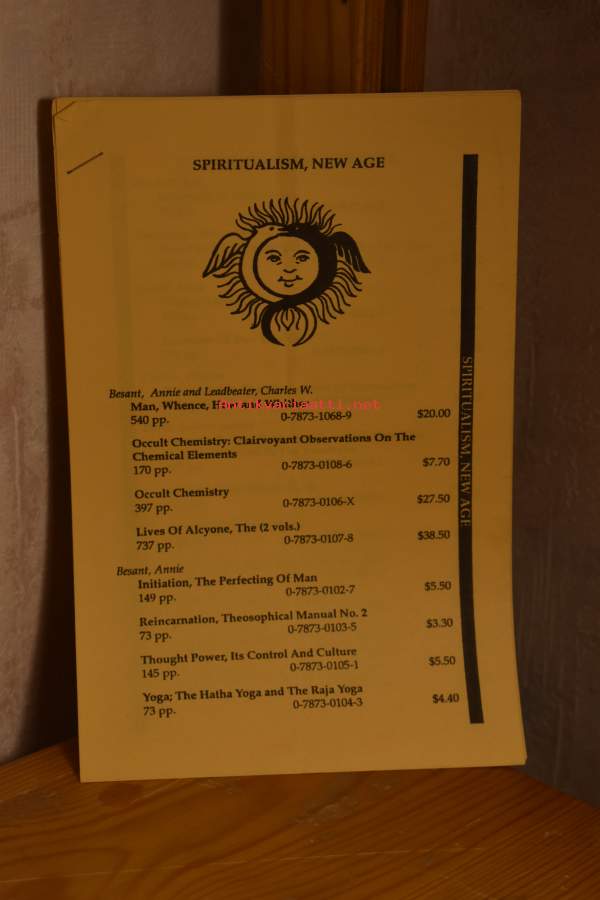 SPIRITUALISM, NEW AGE
Besant, Annie and Leadbeater, Charles W.
Man, Whence, How and Whither
540 pp. 0-7873-1068-9 $20.00
Occult Chemistry: Clairvoyant Observations On The
Chemical Elements
170 pp. 0-7873-0108-6 $7.70
Occult Chemistry
397 pp. 0-7873-0106-X $27.50
Lives Of Alcyone, The (2 vols.)
737 pp. 0-7873-0107-8 $38.50
Besant, Annie
Initiation, The Perfecting Of Man
149 pp. 0-7873-0102-7 $5.50
Reincarnation, Theosophical Manual No. 2
73 pp. 0-7873-0103-5 $3.30
Thought Power, Its Control And Culture
145 pp. 0-7873-0105-1 $5.50
Yoga; The Hatha Yoga and The Raja Yoga
73 pp. 0-7873-0104-3 $4.40
SPIRITUALISM, NEW AGE